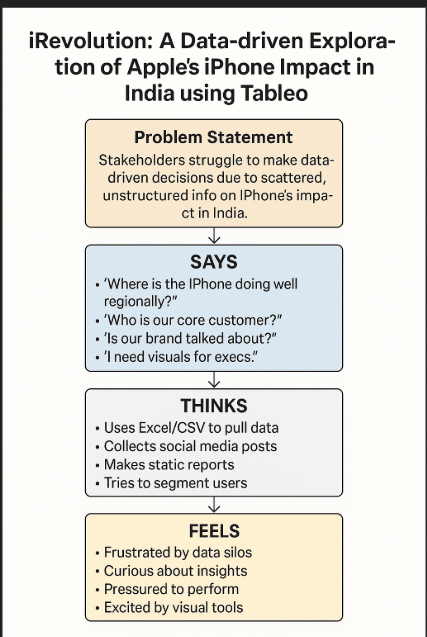 iRevolution: A Data-driven Explora-
tion of Apple's iPhone Impact in
India using Tableo
Problem Statement
Stakeholders struggle to make data-
driven decisions due to scattered,
unstructured info on IPhone's impa-
ct in India.
SAYS
• 'Where is the IPhone doing well
regionally?"
• 'Who is our core customer?"
• 'Is our brand talked about?"
• 'I need visuals for execs."
THINKS
• Uses Excel/CSV to pull data
• Collects social media posts
• Makes static reports
• Tries to segment users
FEELS
• Frustrated by data silos
• Curious about insights
• Pressured to perform
• Excited by visual tools